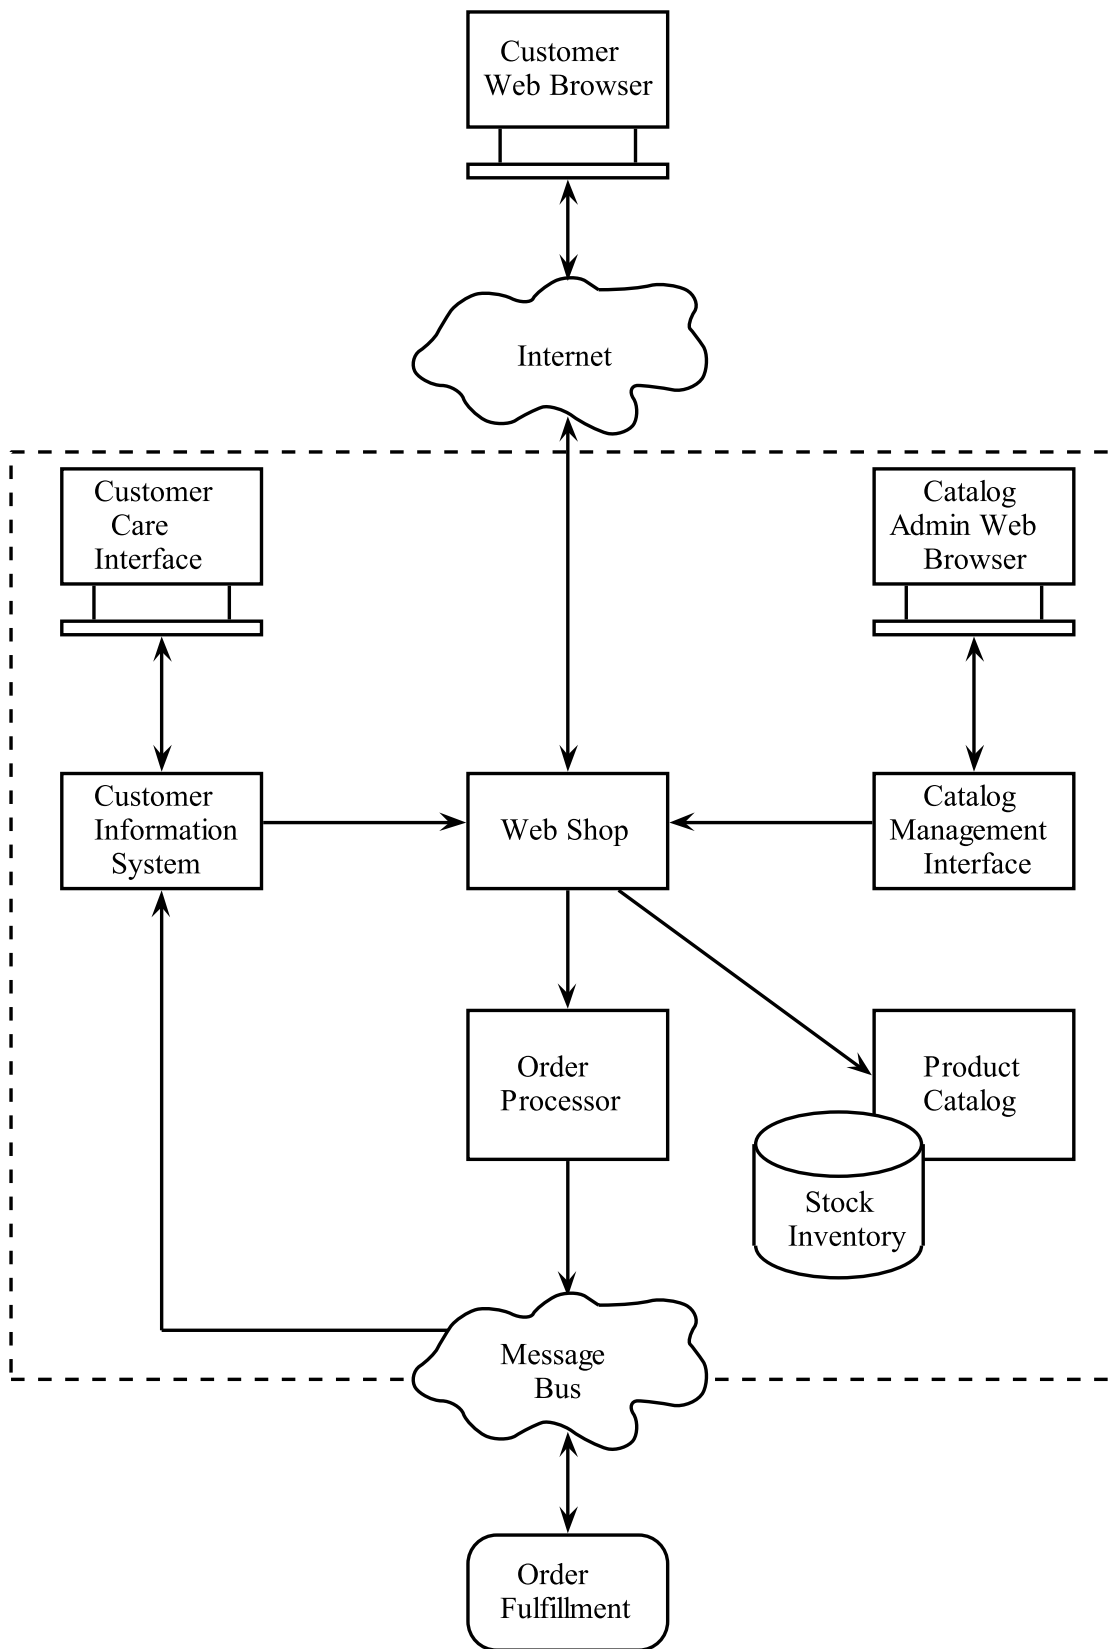 Customer
Web Browser
Internet
Customer
Care
Interface
Catalog
Admin Web
Browser
Customer
Information
System
Web Shop
Catalog
Management
Interface
Order
Processor
Product
Catalog
Stock
Inventory
Message
Bus
Order
Fulfillment